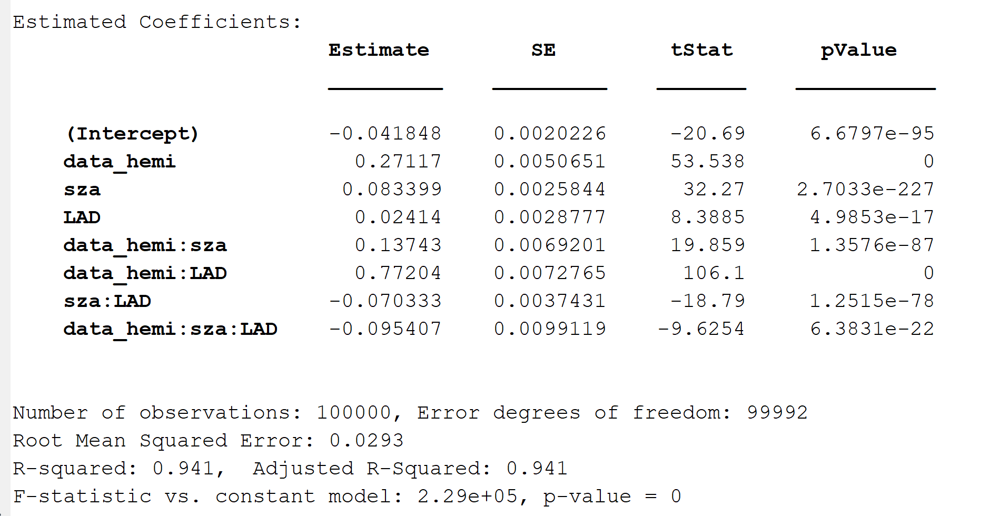 Estimated Coefficients:
Estimate SE tStat pValue
(Intercept) -0.041848 0.0020226 -20.69 6.6797e-95
data_hemi 0.27117 0.0050651 53.538 0
sza 0.083399 0.0025844 32.27 2.7033e-227
LAD 0.02414 0.0028777 8.3885 4.9853e-17
data_hemi:sza 0.13743 0.0069201 19.859 1.3576e-87
data_hemi:LAD 0.77204 0.0072765 106.1 0
sza:LAD -0.070333 0.0037431 -18.79 1.2515e-78
data_hemi:sza:LAD -0.095407 0.0099119 -9.6254 6.3831e-22
Number of observations: 100000, Error degrees of freedom: 99992
Root Mean Squared Error: 0.0293
R-squared: 0.941, Adjusted R-Squared: 0.941
F-statistic vs. constant model: 2.29e+05, p-value = 0